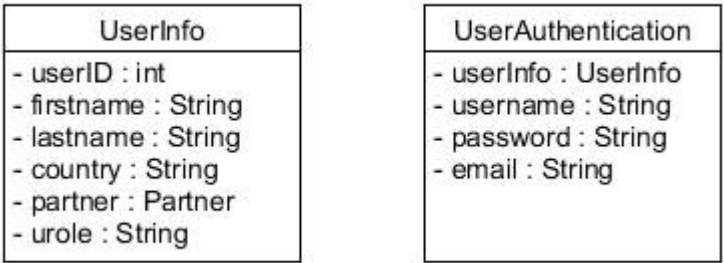 UserInfo
- userID : int
- firstname : String
- lastname : String
- country : String
- partner : Partner
- urole : String
UserAuthentication
- userInfo : UserInfo
- username : String
- password : String
- email : String